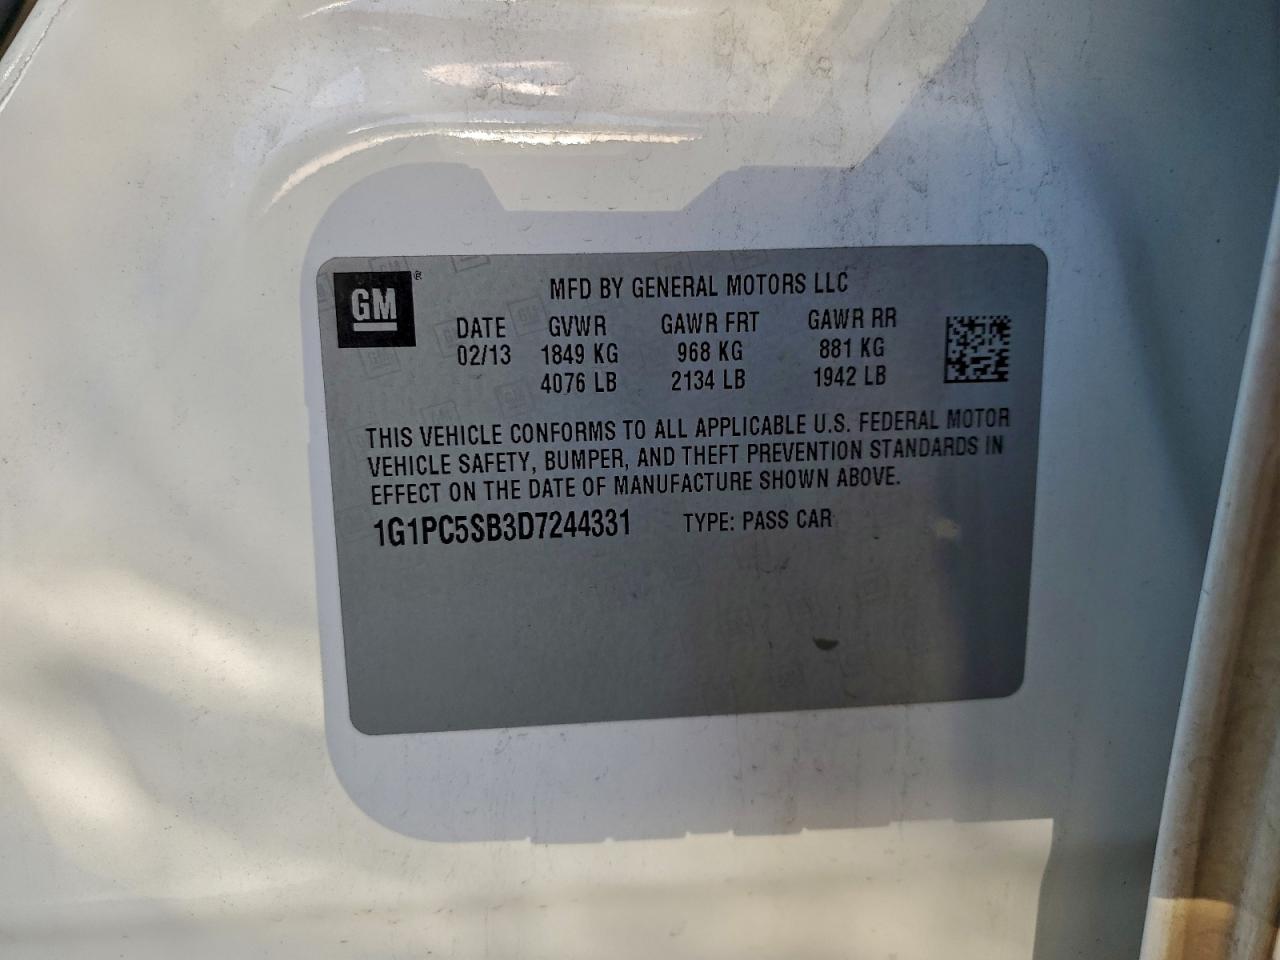 GM®
MFD BY GENERAL MOTORS LLC
DATE GVWR GAWR FRT GAWR RR
02/13 1849 KG 968 KG 881 KG
4076 LB 2134 LB 1942 LB
THIS VEHICLE CONFORMS TO ALL APPLICABLE U.S. FEDERAL MOTOR
VEHICLE SAFETY, BUMPER, AND THEFT PREVENTION STANDARDS IN
EFFECT ON THE DATE OF MANUFACTURE SHOWN ABOVE.
1G1PC5SB3D7244331 TYPE: PASS CAR